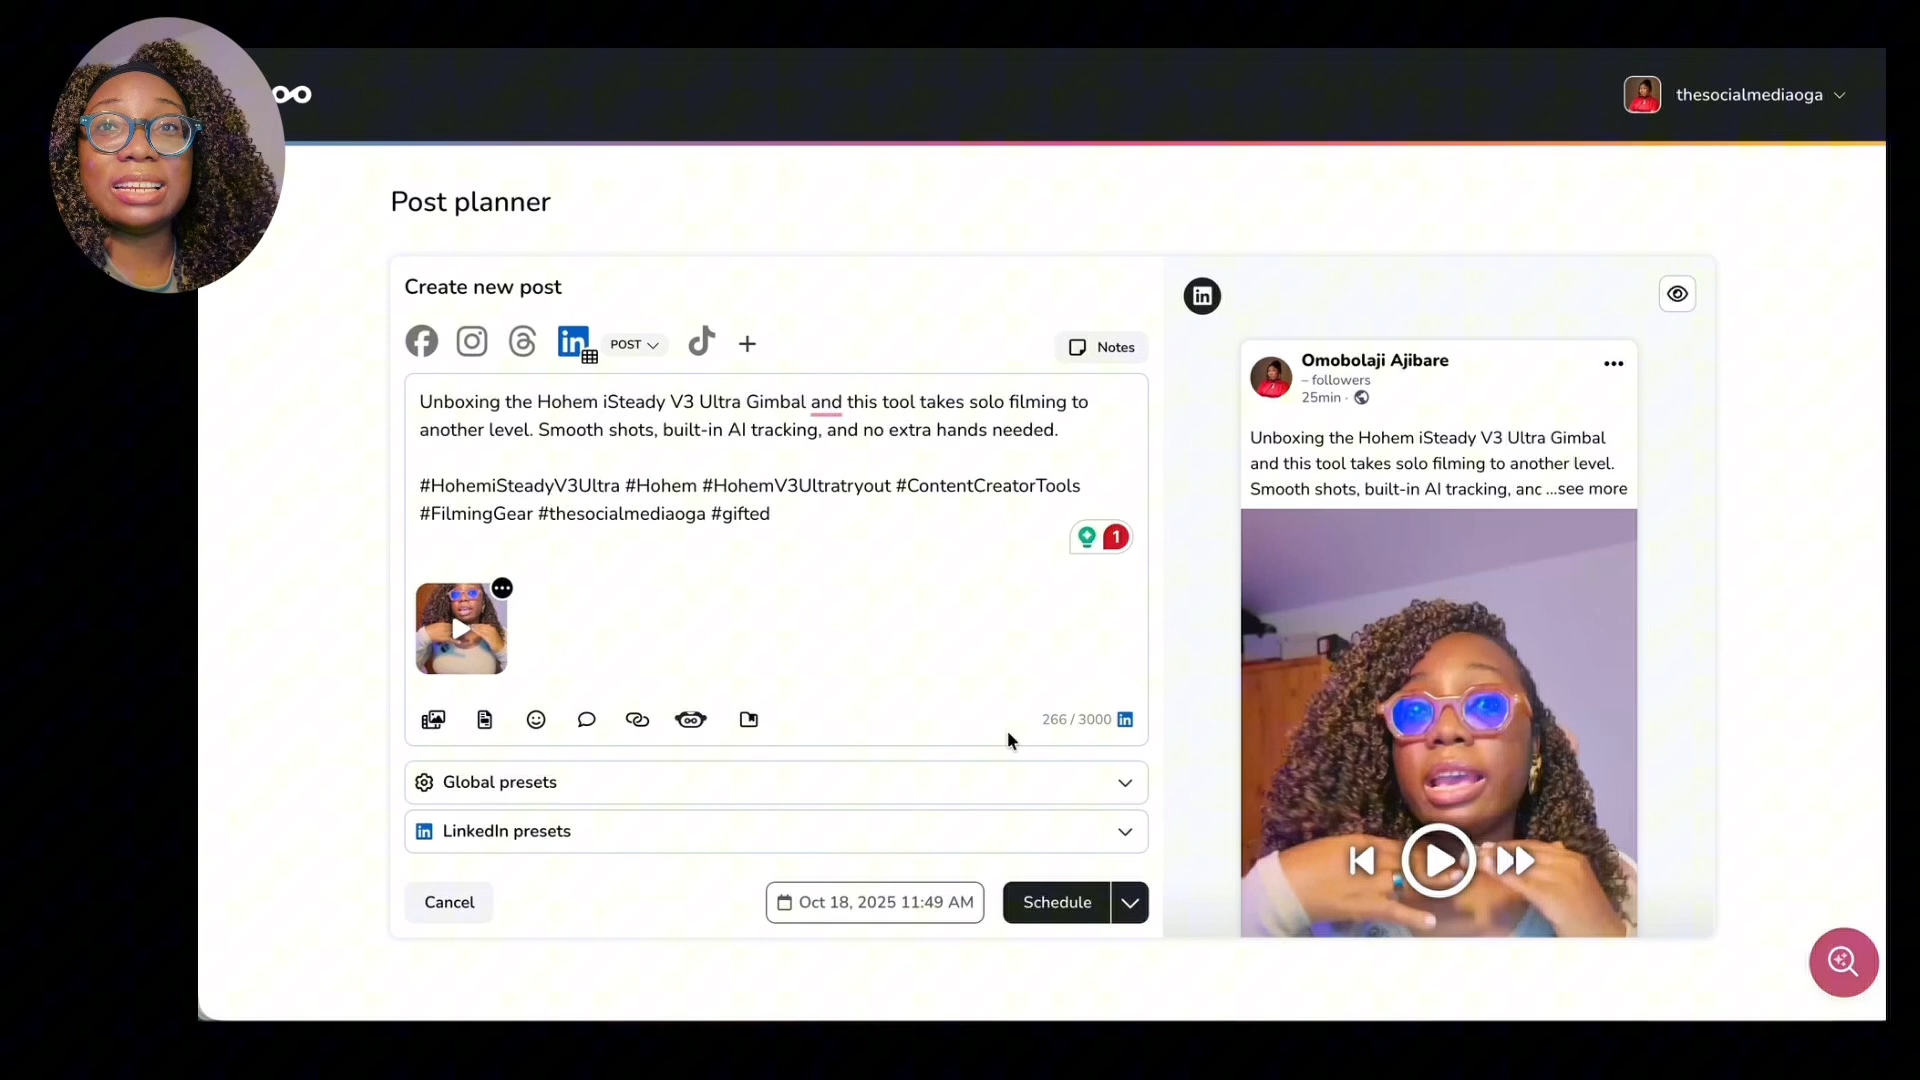 thesocialmediaoga
Post planner
Create new post
POST
Notes
Unboxing the Hohem iSteady V3 Ultra Gimbal and this tool takes solo filming to
another level. Smooth shots, built-in AI tracking, and no extra hands needed.
#HohemiSteadyV3Ultra #Hohem #HohemV3Ultratryout #ContentCreatorTools
#FilmingGear #thesocialmediaoga #gifted
1
266 / 3000 in
Global presets
in LinkedIn presets
Cancel
Oct 18, 2025 11:49 AM
Schedule
in
Omobolaji Ajibare
– followers
25min ·
Unboxing the Hohem iSteady V3 Ultra Gimbal
and this tool takes solo filming to another level.
Smooth shots, built-in AI tracking, anc ...see more